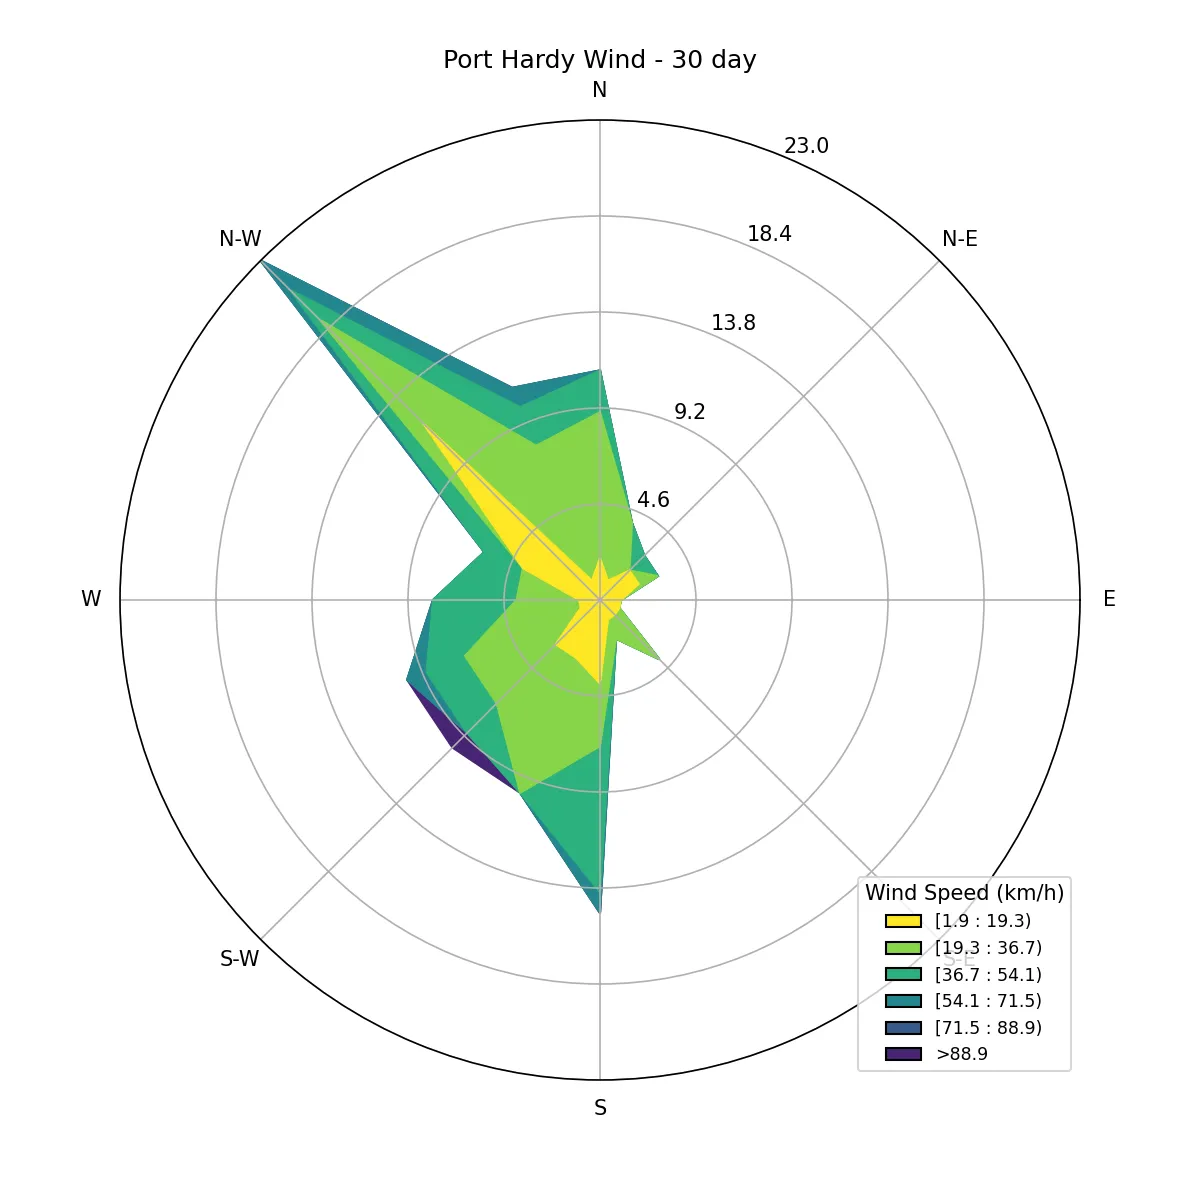 Port Hardy Wind - 30 day
N
23.0
N-W
18.4
N-E
13.8
9.2
4.6
W
E
Wind Speed (km/h)
[1.9 : 19.3)
[19.3 : 36.7)
S-W
S-E
[36.7 : 54.1)
[54.1 : 71.5)
[71.5 : 88.9)
>88.9
S